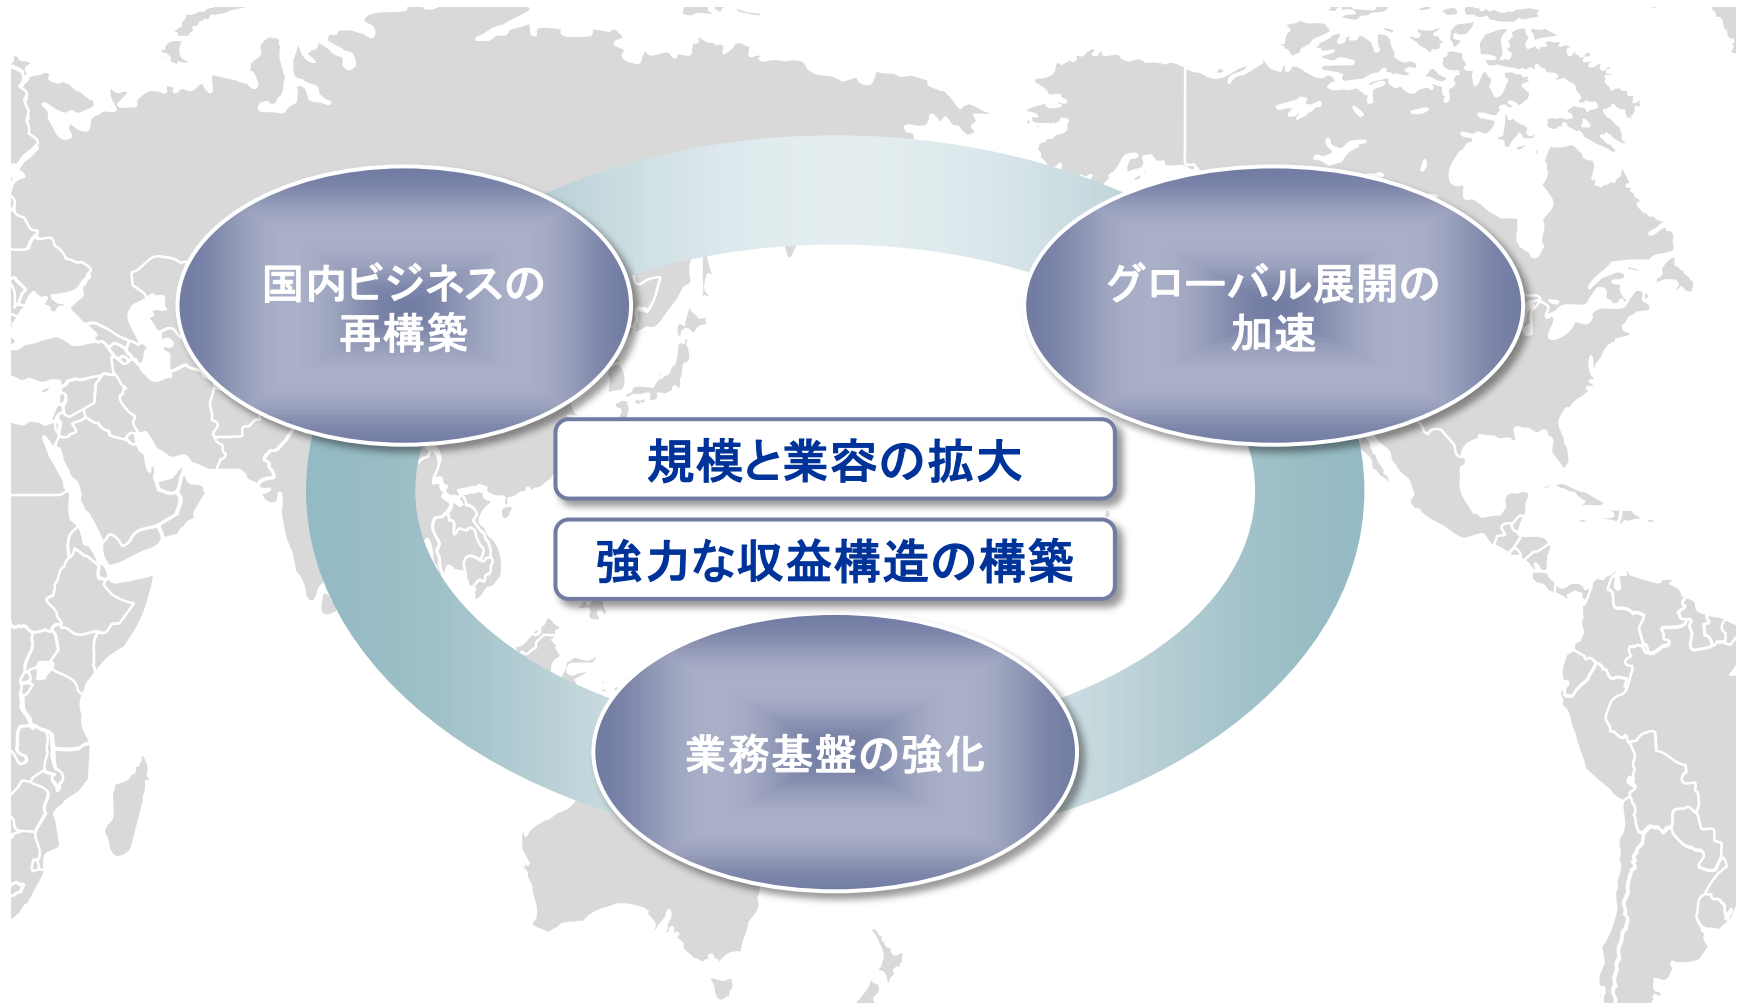 国内ビジネスの
再構築
グローバル展開の
加速
規模と業容の拡大
強力な収益構造の構築
業務基盤の強化